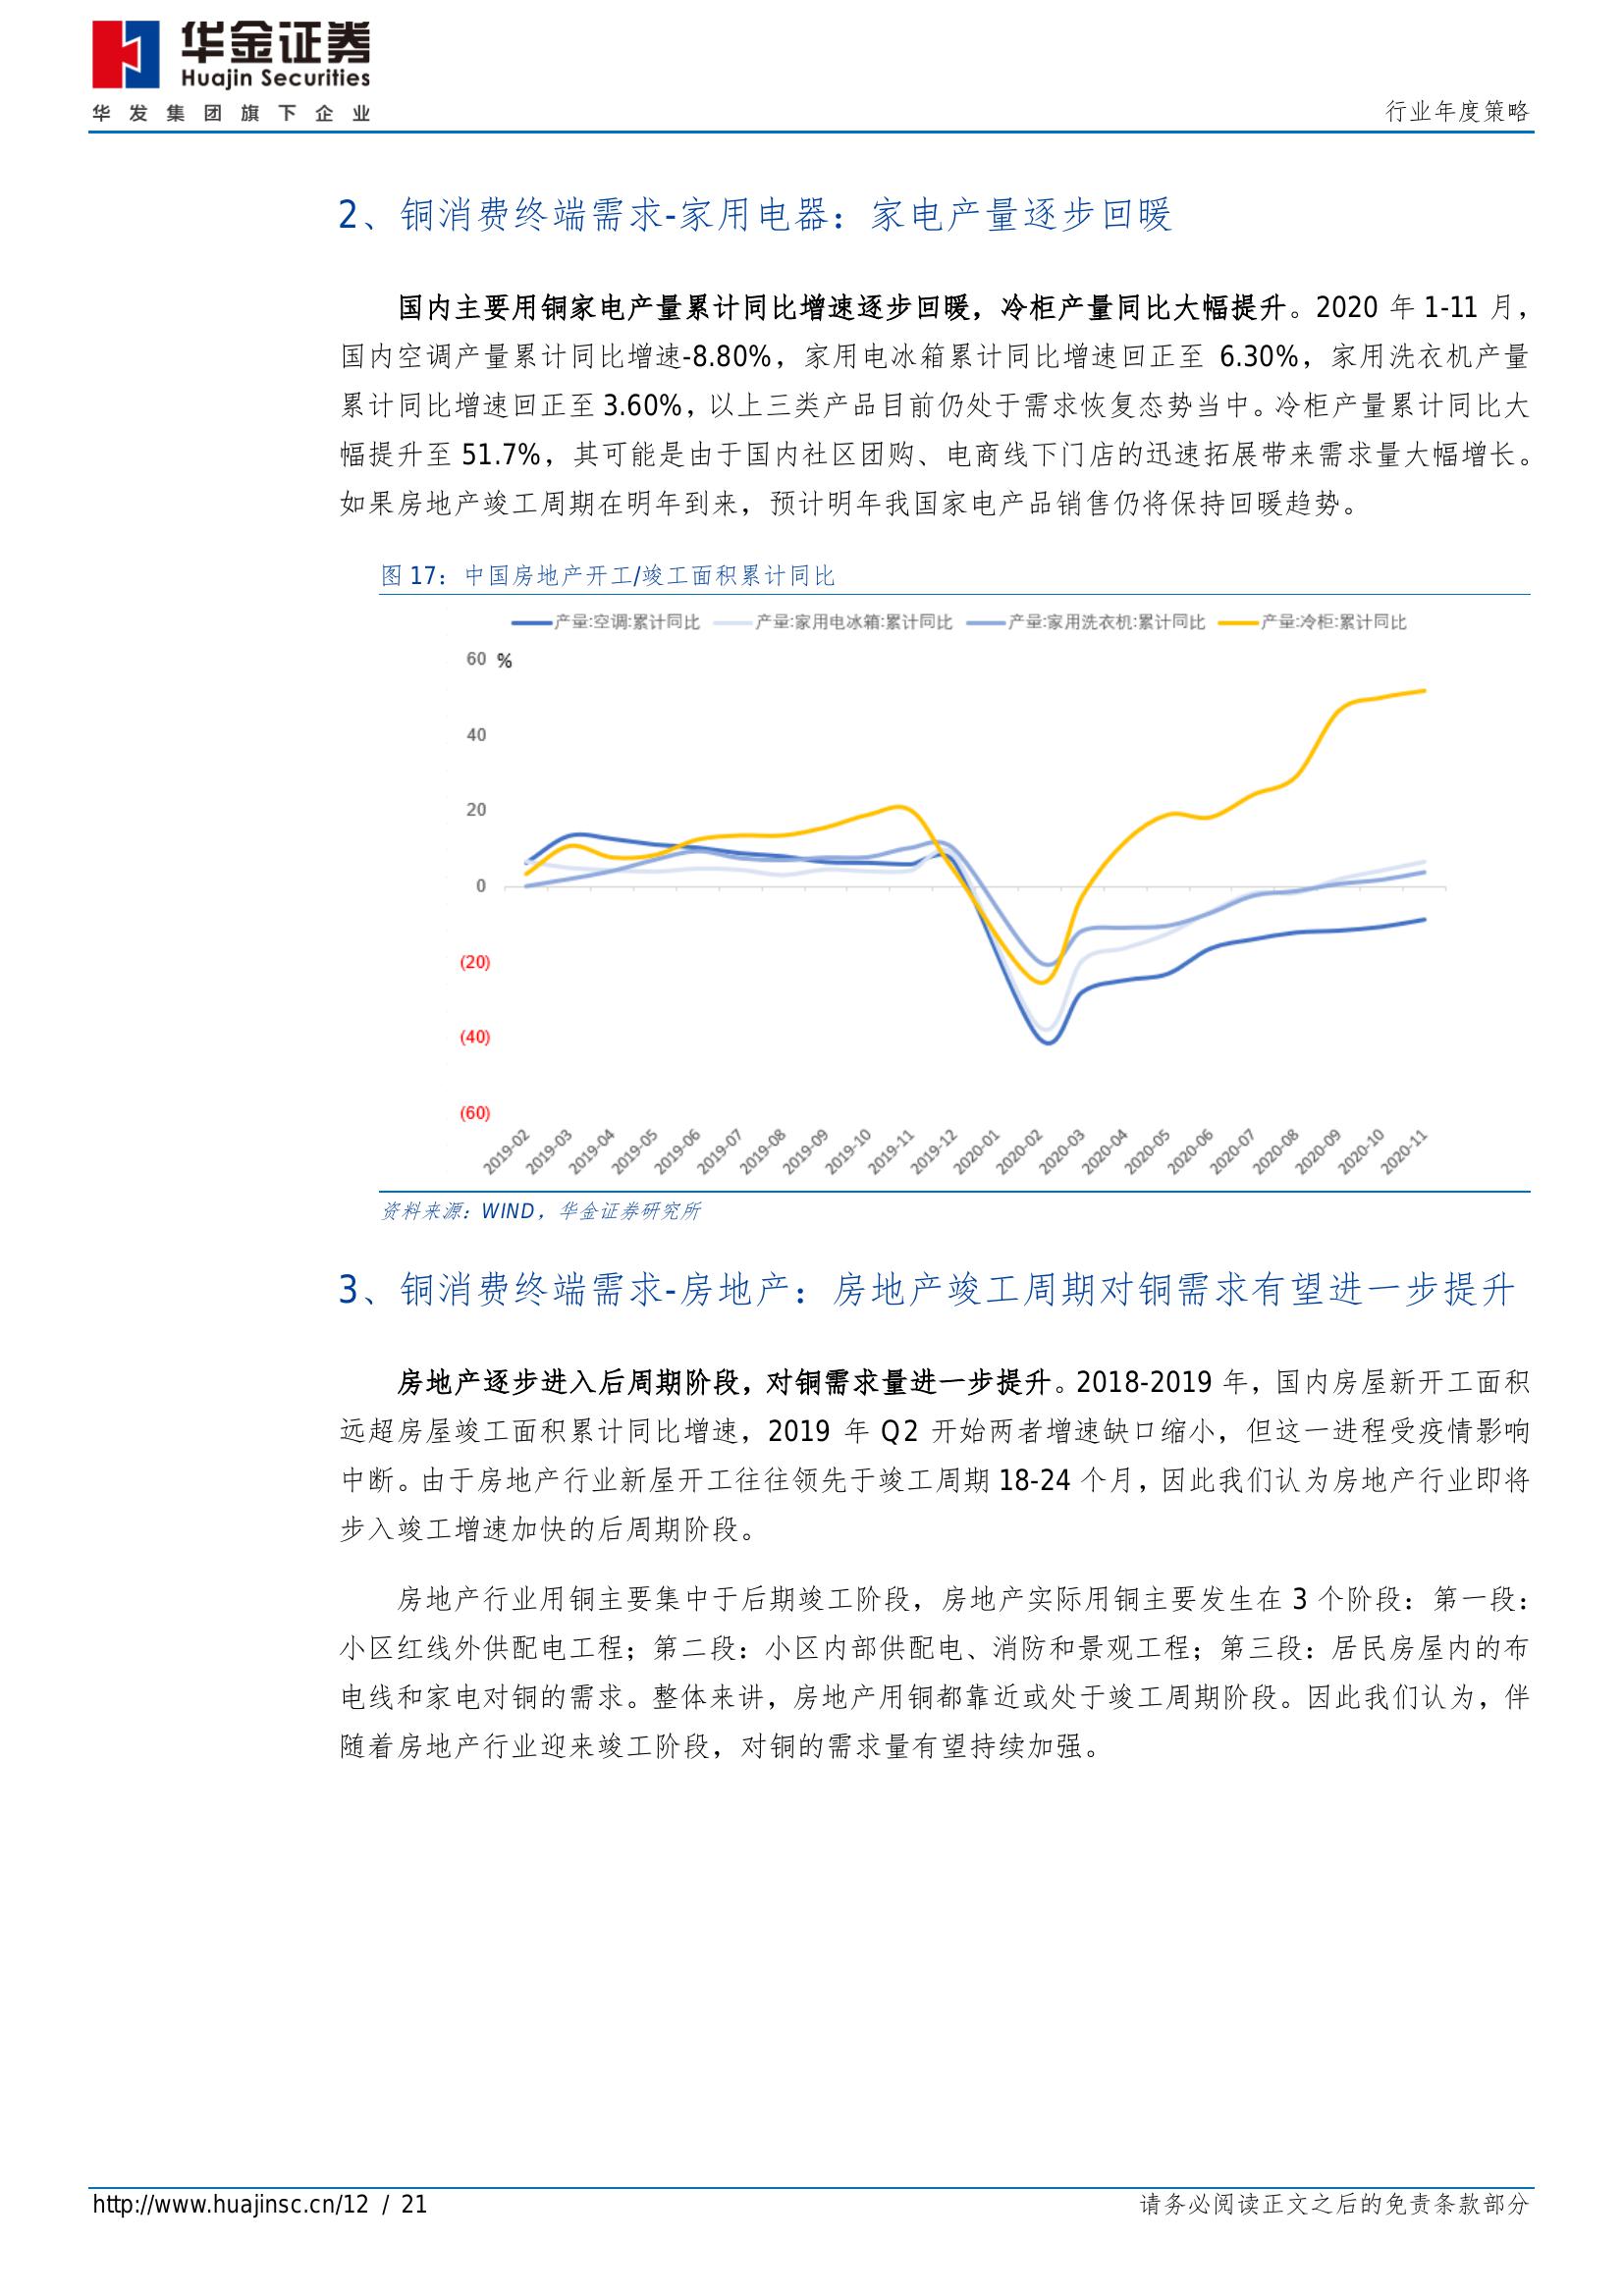 华金证券
Huajin Securities
华发集团旗下企业
行业年度策略
2、铜消费终端需求-家用电器：家电产量逐步回暖
国内主要用铜家电产量累计同比增速逐步回暖，冷柜产量同比大幅提升。2020 年 1-11 月，
国内空调产量累计同比增速-8.80%，家用电冰箱累计同比增速回正至 6.30%，家用洗衣机产量
累计同比增速回正至 3.60%，以上三类产品目前仍处于需求恢复态势当中。冷柜产量累计同比大
幅提升至 51.7%，其可能是由于国内社区团购、电商线下门店的迅速拓展带来需求量大幅增长。
如果房地产竣工周期在明年到来，预计明年我国家电产品销售仍将保持回暖趋势。
图 17：中国房地产开工/竣工面积累计同比
产量:空调:累计同比 产量:家用电冰箱:累计同比 产量:家用洗衣机:累计同比 产量:冷柜:累计同比
60 %
40
20
0
(20)
(40)
(60)
2019-02 2019-03 2019-04 2019-05 2019-06 2019-07 2019-08 2019-09 2019-10 2019-11 2019-12 2020-01 2020-02 2020-03 2020-04 2020-05 2020-06 2020-07 2020-08 2020-09 2020-10 2020-11
资料来源：WIND，华金证券研究所
3、铜消费终端需求-房地产：房地产竣工周期对铜需求有望进一步提升
房地产逐步进入后周期阶段，对铜需求量进一步提升。2018-2019 年，国内房屋新开工面积
远超房屋竣工面积累计同比增速，2019 年 Q2 开始两者增速缺口缩小，但这一进程受疫情影响
中断。由于房地产行业新屋开工往往领先于竣工周期 18-24 个月，因此我们认为房地产行业即将
步入竣工增速加快的后周期阶段。
房地产行业用铜主要集中于后期竣工阶段，房地产实际用铜主要发生在 3 个阶段：第一段：
小区红线外供配电工程；第二段：小区内部供配电、消防和景观工程；第三段：居民房屋内的布
电线和家电对铜的需求。整体来讲，房地产用铜都靠近或处于竣工周期阶段。因此我们认为，伴
随着房地产行业迎来竣工阶段，对铜的需求量有望持续加强。
http://www.huajinsc.cn/12 / 21
请务必阅读正文之后的免责条款部分